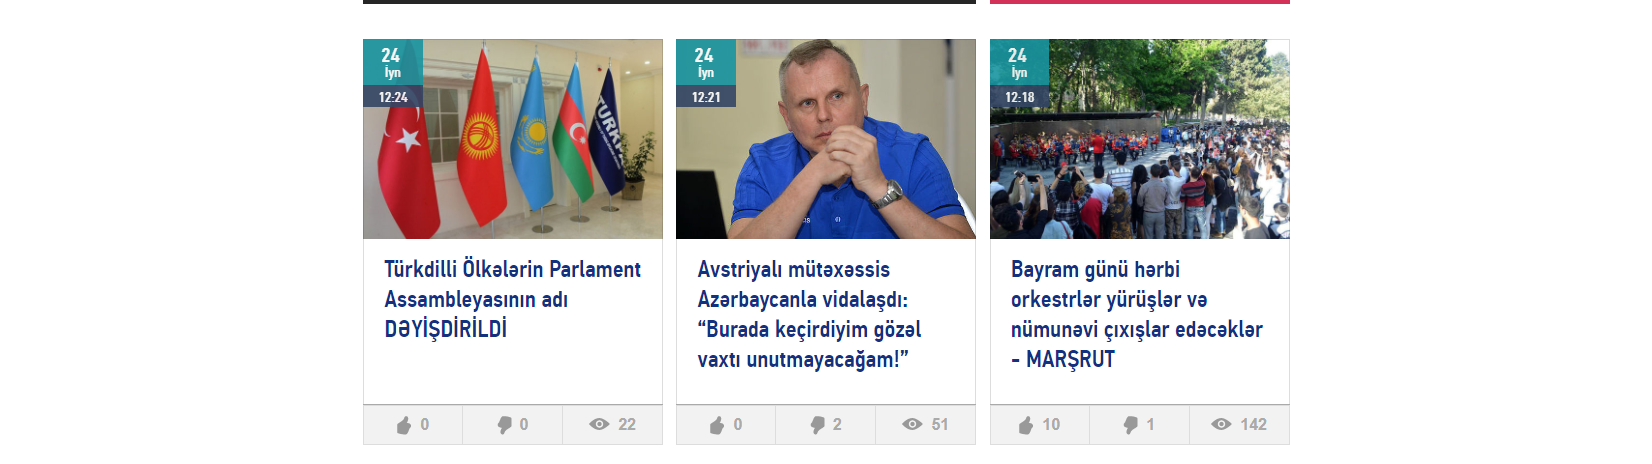 24
İyn
12:24
TÜRKPA
Türkdilli Ölkələrin Parlament
Assambleyasının adı
DƏYİŞDİRİLDİ
0
0
22
24
İyn
12:21
Avstriyalı mütəxəssis
Azərbaycanla vidalaşdı:
“Burada keçirdiyim gözəl
vaxtı unutmayacağam!”
0
2
51
24
İyn
12:18
Bayram günü hərbi
orkestrlər yürüşlər və
nümunəvi çıxışlar edəcəklər
- MARŞRUT
10
1
142